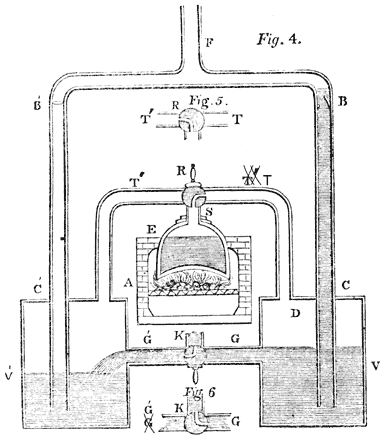 F
Fig. 4.
B́ B
R Fig. 5.
T́ T
R
T́ T
S
E
Ć A C
D
Ǵ K G
V́ V
Fig. 6
Ǵ K G